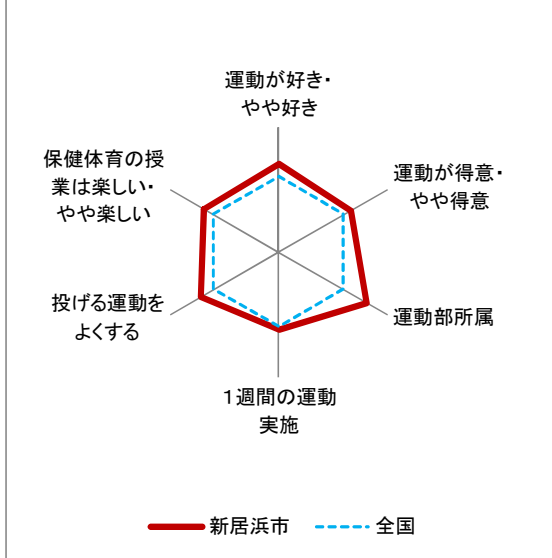 運動が好き・
やや好き
運動が得意・
やや得意
運動部所属
1週間の運動
実施
投げる運動を
よくする
保健体育の授
業は楽しい・
やや楽しい
新居浜市
全国